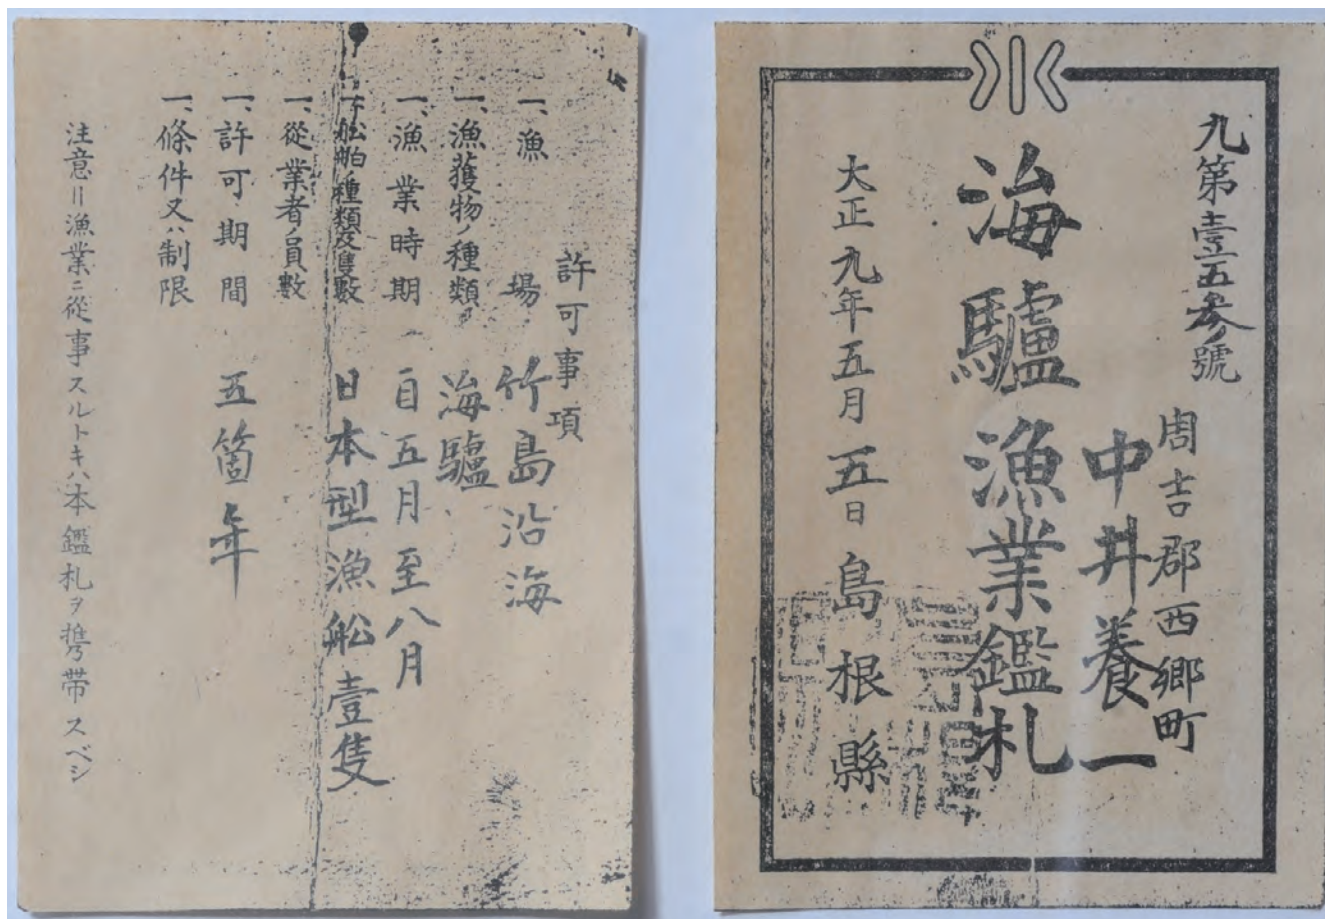 九第壹五参號
周吉郡西郷町
中井養一
海驢漁業鑑札
大正九年五月五日 島根縣
許可事項
一、漁場 竹島沿海
一、漁獲物ノ種類 海驢
一、漁業時期 自五月至八月
一、舩舶ノ種類及隻數 日本型漁舩壹隻
一、從業者ノ員數
一、許可期間 五箇年
一、條件又ハ制限
注意＝漁業ニ從事スルトキハ本鑑札ヲ携帯スベシ